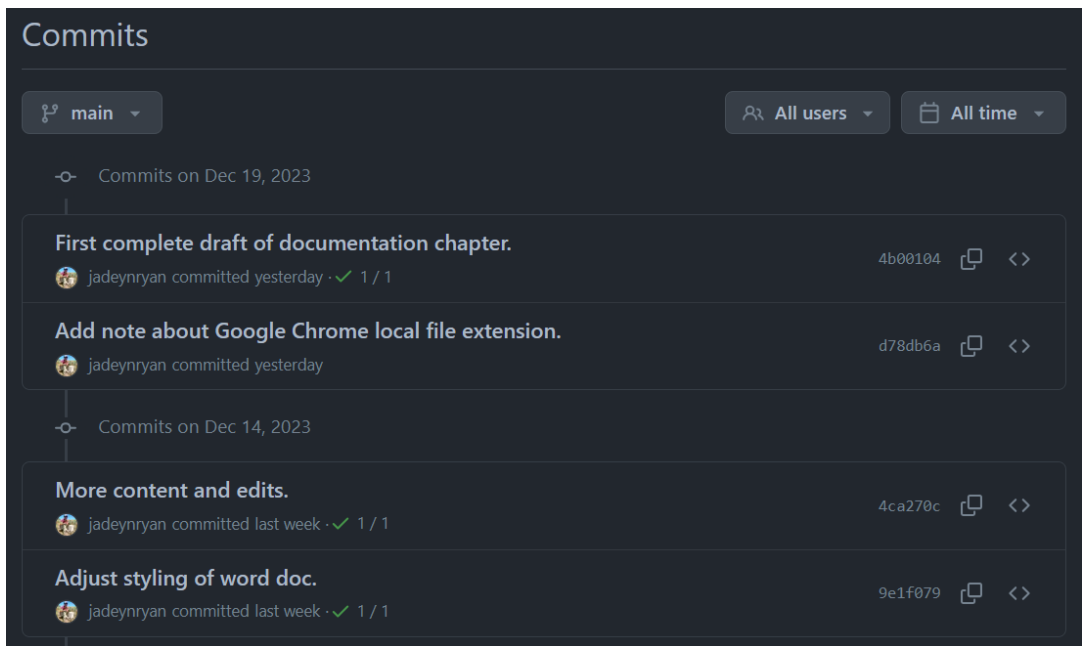 Commits
main
All users
All time
Commits on Dec 19, 2023
First complete draft of documentation chapter.
4b00104
jadeynryan committed yesterday · 1 / 1
Add note about Google Chrome local file extension.
d78db6a
jadeynryan committed yesterday
Commits on Dec 14, 2023
More content and edits.
4ca270c
jadeynryan committed last week · 1 / 1
Adjust styling of word doc.
9e1f079
jadeynryan committed last week · 1 / 1